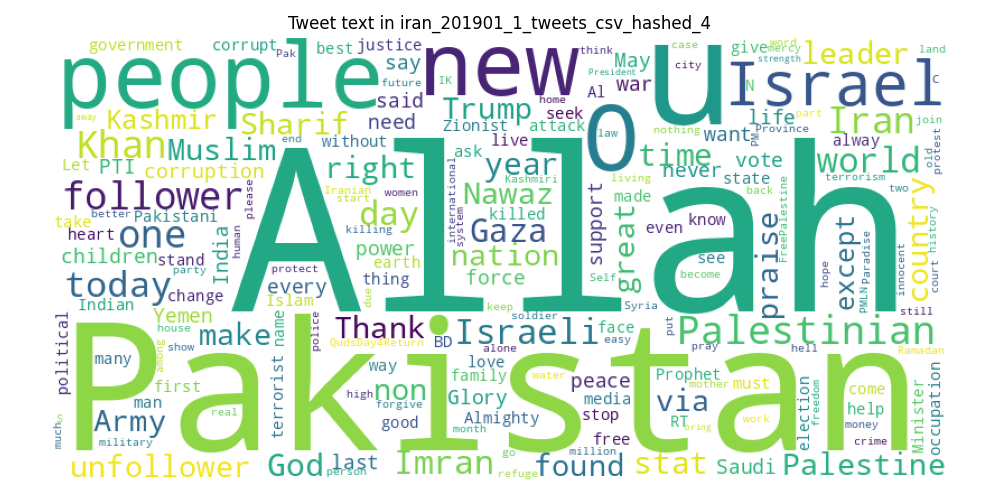 Tweet text in iran_201901_1_tweets_csv_hashed_4
government corrupt Pak best justice think May give word mercy case strength leader land
people new u Israel
say IK future President Al war city N C
Kashmir Sharif need said Trump home seek O law nothing life part Iran join
Khan Muslim without Zionist attack time want PM Province alway old protest
Let PTI corruption end right live ask year never vote state world terrorism two
follower Allah
Iranian start women international system Kashmiri Nawaz living made back
please better Pakistani heart take day killed Gaza support great even know FreePalestine praise hope except Paradise innocent country court history
one children stand India human killing power nation see
party earth force Self become
today change every protect thing due Syria PMLN still
Indian Yemen Islam keep soldier
political house make name police Thank Israeli face put Palestinian
Pakistan
QudsDay4Return BD alone easy pray hell Ramadan
many show among way love
first terrorist non family peace Prophet mother must freedom come occupation
man high forgive Glory water media
S real good Almighty stop RT bring work election help Minister
Army via money
much military month free crime
unfollower God last person Imran go refuge found million stat Saudi Palestine
away